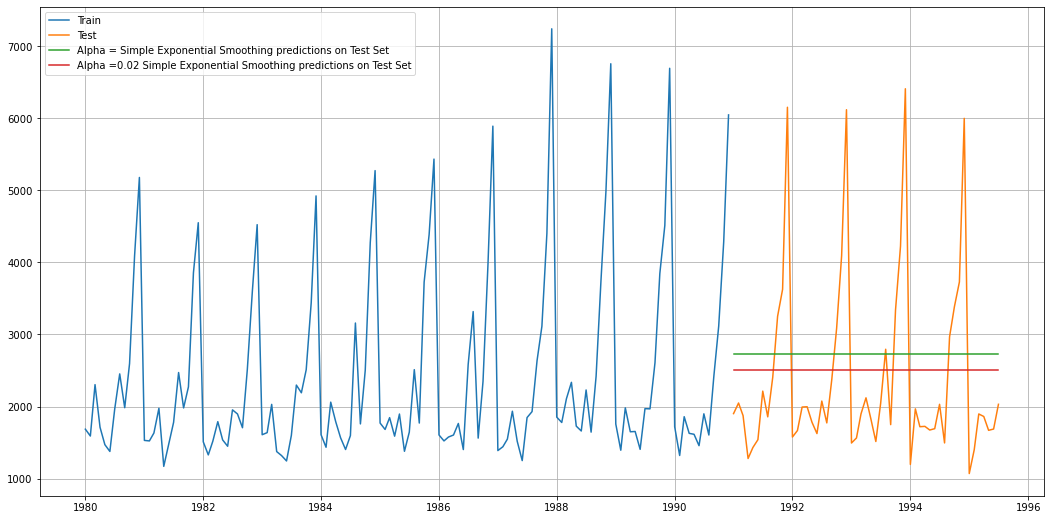 Train
Test
Alpha = Simple Exponential Smoothing predictions on Test Set
Alpha =0.02 Simple Exponential Smoothing predictions on Test Set
7000
6000
5000
4000
3000
2000
1000
1980 1982 1984 1986 1988 1990 1992 1994 1996